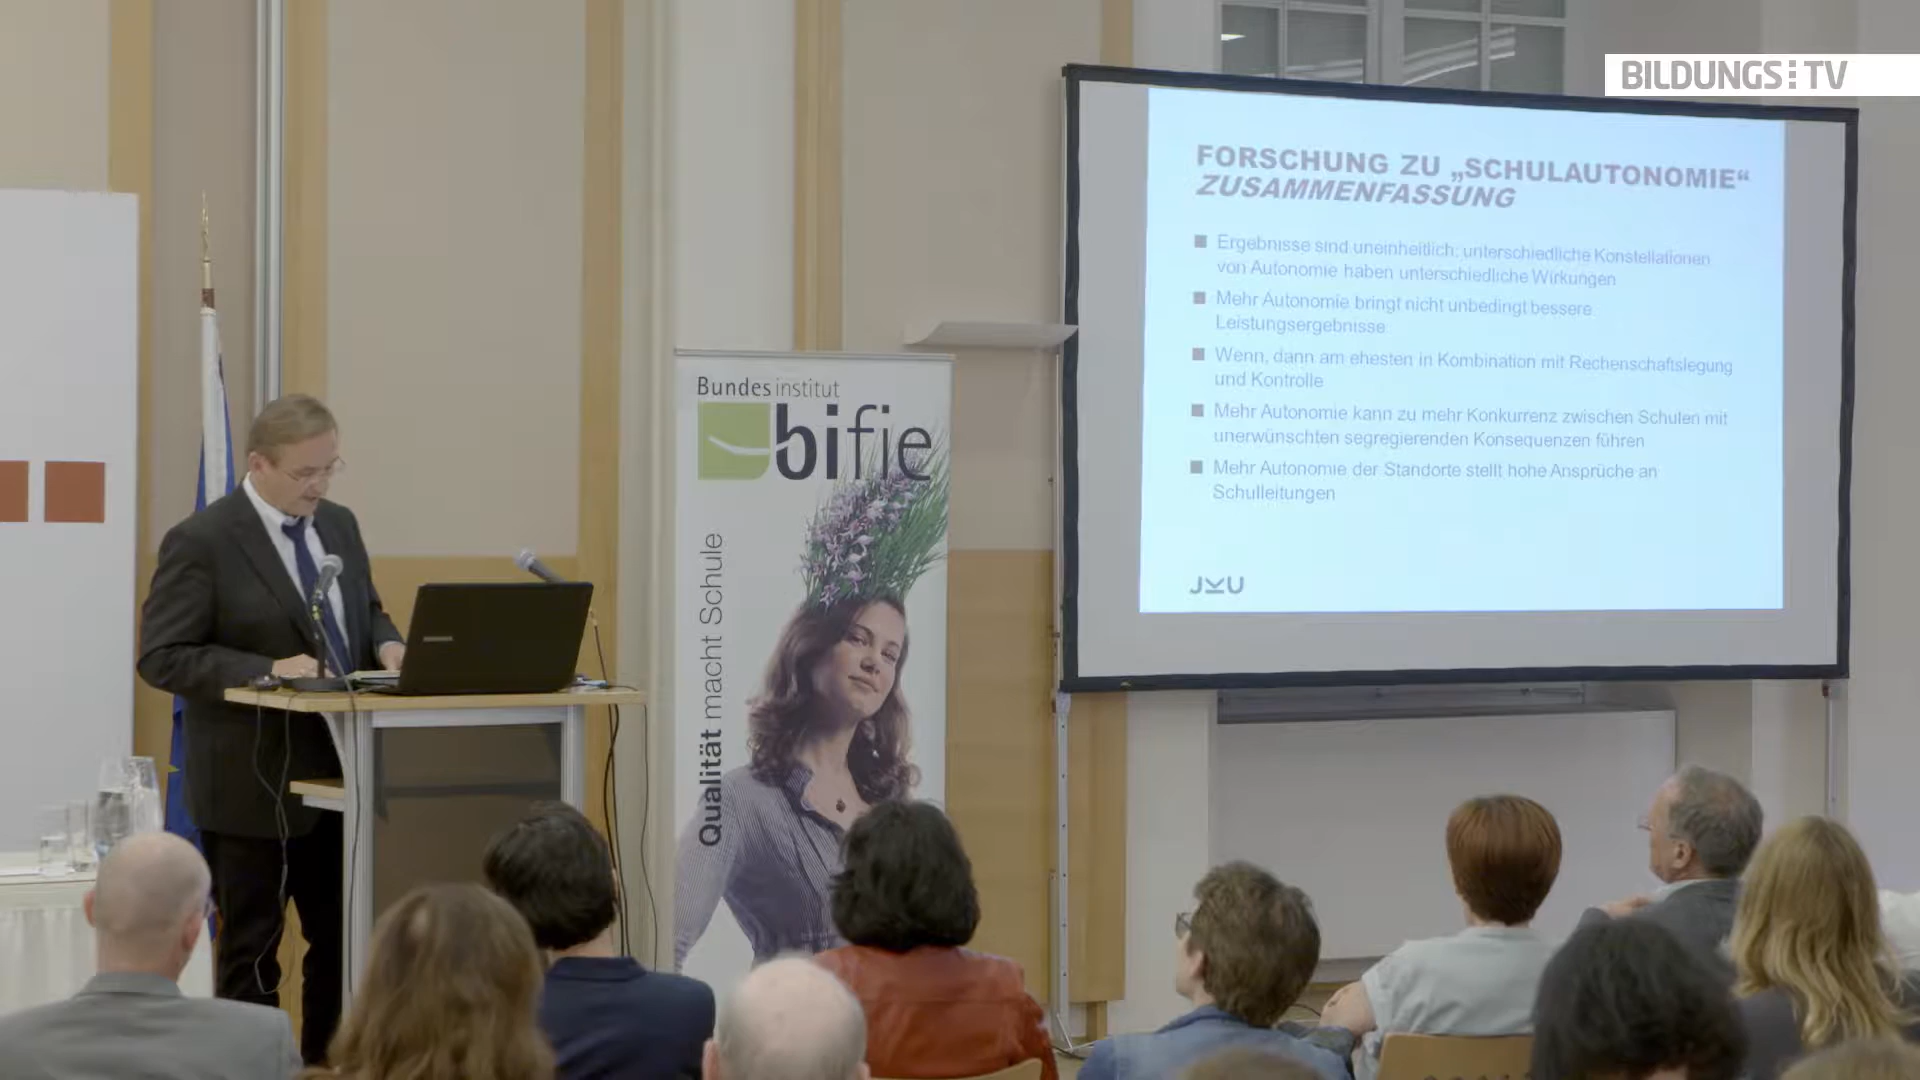 BILDUNGS:TV
FORSCHUNG ZU „SCHULAUTONOMIE“
ZUSAMMENFASSUNG
Ergebnisse sind uneinheitlich: unterschiedliche Konstellationen
von Autonomie haben unterschiedliche Wirkungen
Mehr Autonomie bringt nicht unbedingt bessere
Leistungsergebnisse
Wenn, dann am ehesten in Kombination mit Rechenschaftslegung
und Kontrolle
Mehr Autonomie kann zu mehr Konkurrenz zwischen Schulen mit
unerwünschten segregierenden Konsequenzen führen
Mehr Autonomie der Standorte stellt hohe Ansprüche an
Schulleitungen
JKU
Bundesinstitut
bifie
Qualität macht Schule